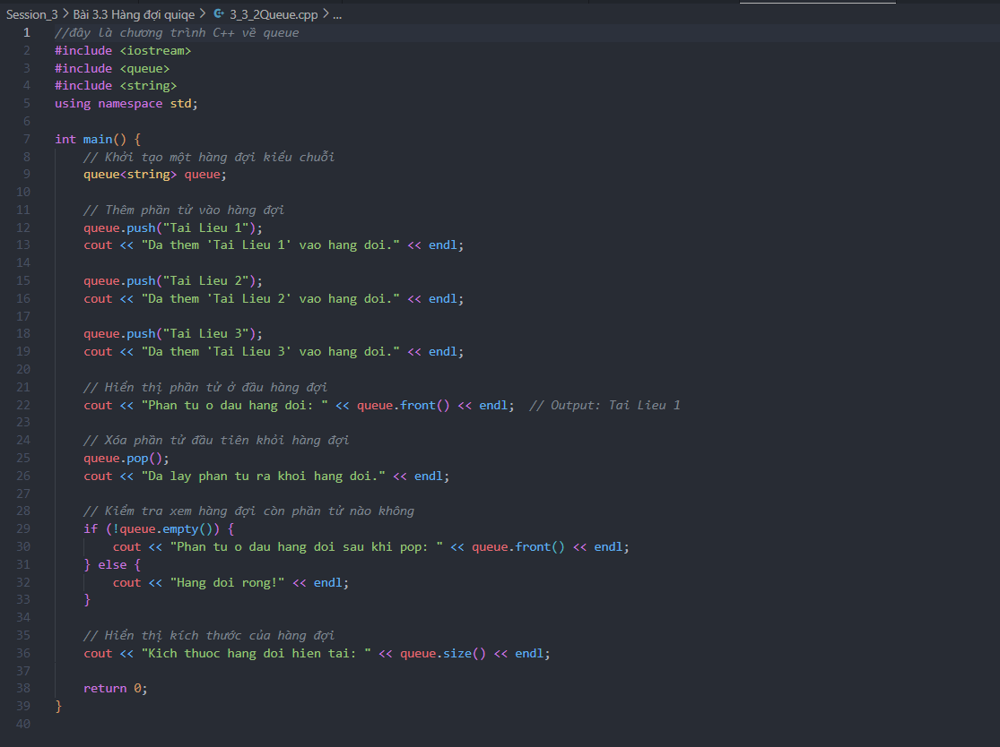 Session_3 > Bài 3.3 Hàng đợi quiqe > 3_3_2Queue.cpp > ...
1 //đây là chương trình C++ về queue
2 #include <iostream>
3 #include <queue>
4 #include <string>
5 using namespace std;
6
7 int main() {
8     // Khởi tạo một hàng đợi kiểu chuỗi
9     queue<string> queue;
10
11     // Thêm phần tử vào hàng đợi
12     queue.push("Tai Lieu 1");
13     cout << "Da them 'Tai Lieu 1' vao hang doi." << endl;
14
15     queue.push("Tai Lieu 2");
16     cout << "Da them 'Tai Lieu 2' vao hang doi." << endl;
17
18     queue.push("Tai Lieu 3");
19     cout << "Da them 'Tai Lieu 3' vao hang doi." << endl;
20
21     // Hiển thị phần tử ở đầu hàng đợi
22     cout << "Phan tu o dau hang doi: " << queue.front() << endl;  // Output: Tai Lieu 1
23
24     // Xóa phần tử đầu tiên khỏi hàng đợi
25     queue.pop();
26     cout << "Da lay phan tu ra khoi hang doi." << endl;
27
28     // Kiểm tra xem hàng đợi còn phần tử nào không
29     if (!queue.empty()) {
30         cout << "Phan tu o dau hang doi sau khi pop: " << queue.front() << endl;
31     } else {
32         cout << "Hang doi rong!" << endl;
33     }
34
35     // Hiển thị kích thước của hàng đợi
36     cout << "Kich thuoc hang doi hien tai: " << queue.size() << endl;
37
38     return 0;
39 }
40